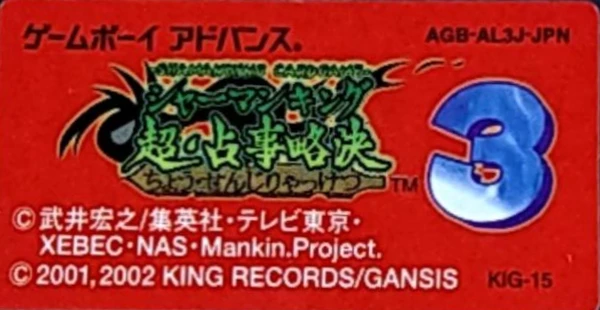 ゲームボーイ アドバンス®
AGB-AL3J-JPN
シャーマンキング
超・占事略決
ちょう・せんじりゃっけつ
3
TM
© 武井宏之/集英社・テレビ東京・
XEBEC・NAS・Mankin.Project.
© 2001, 2002 KING RECORDS/GANSIS
KIG-15